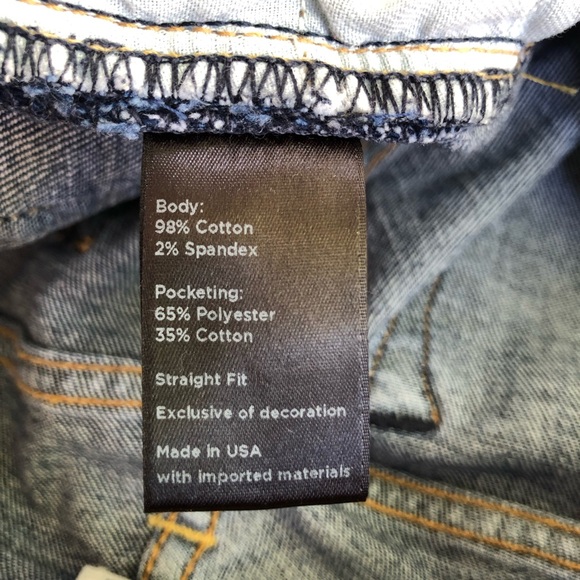 Body:
98% Cotton
2% Spandex
Pocketing:
65% Polyester
35% Cotton
Straight Fit
Exclusive of decoration
Made in USA
with imported materials